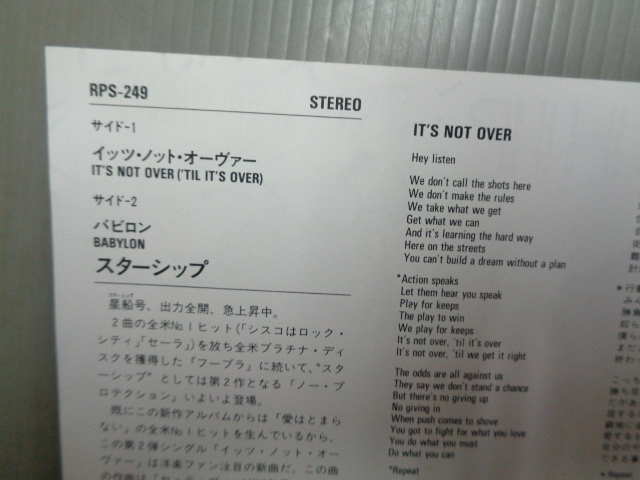 RPS-249
STEREO
サイド-1
イッツ・ノット・オーヴァー
IT'S NOT OVER ('TIL IT'S OVER)
サイド-2
バビロン
BABYLON
スターシップ
スターシップ
星船号、出力全開、急上昇中。
2曲の全米No.1ヒット(「シスコはロック・
シティ」「セーラ」)を放ち全米プラチナ・ディ
スクを獲得した『フープラ』に続いて、"スタ
ーシップ"としては第2作となる『ノー・プ
ロテクション』いよいよ登場。
既にこの新作アルバムからは「愛はとまら
ない」の全米No.1ヒットを生んでいるから、
この第2弾シングル「イッツ・ノット・オー
ヴァー」は洋楽ファン注目の新曲だ。この曲
IT'S NOT OVER
Hey listen
We don't call the shots here
We don't make the rules
We take what we get
Get what we can
And it's learning the hard way
Here on the streets
You can't build a dream without a plan
*Action speaks
Let them hear you speak
Play for keeps
The play to win
We play for keeps
It's not over, 'til it's over
It's not over, 'til we get it right
The odds are all against us
They say we don't stand a chance
But there's no giving up
No giving in
When push comes to shove
You got to fight for what you love
You do what you must
Do what you can
*Repeat